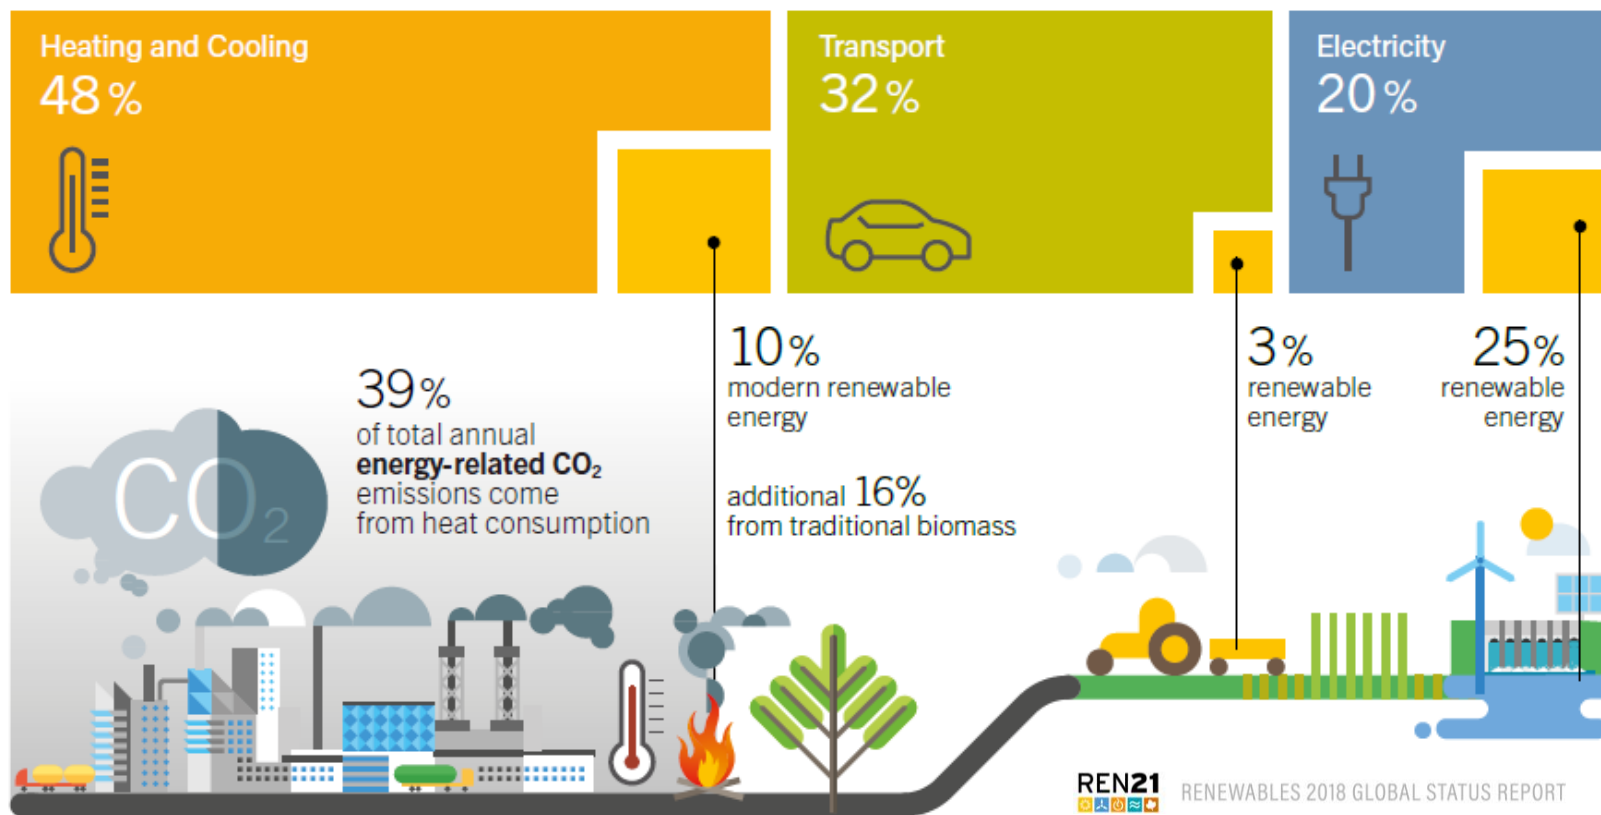 Heating and Cooling
48%
Transport
32%
Electricity
20%
39%
of total annual
energy-related CO₂
emissions come
from heat consumption
10%
modern renewable
energy
additional 16%
from traditional biomass
3%
renewable
energy
25%
renewable
energy
CO₂
REN21
RENEWABLES 2018 GLOBAL STATUS REPORT